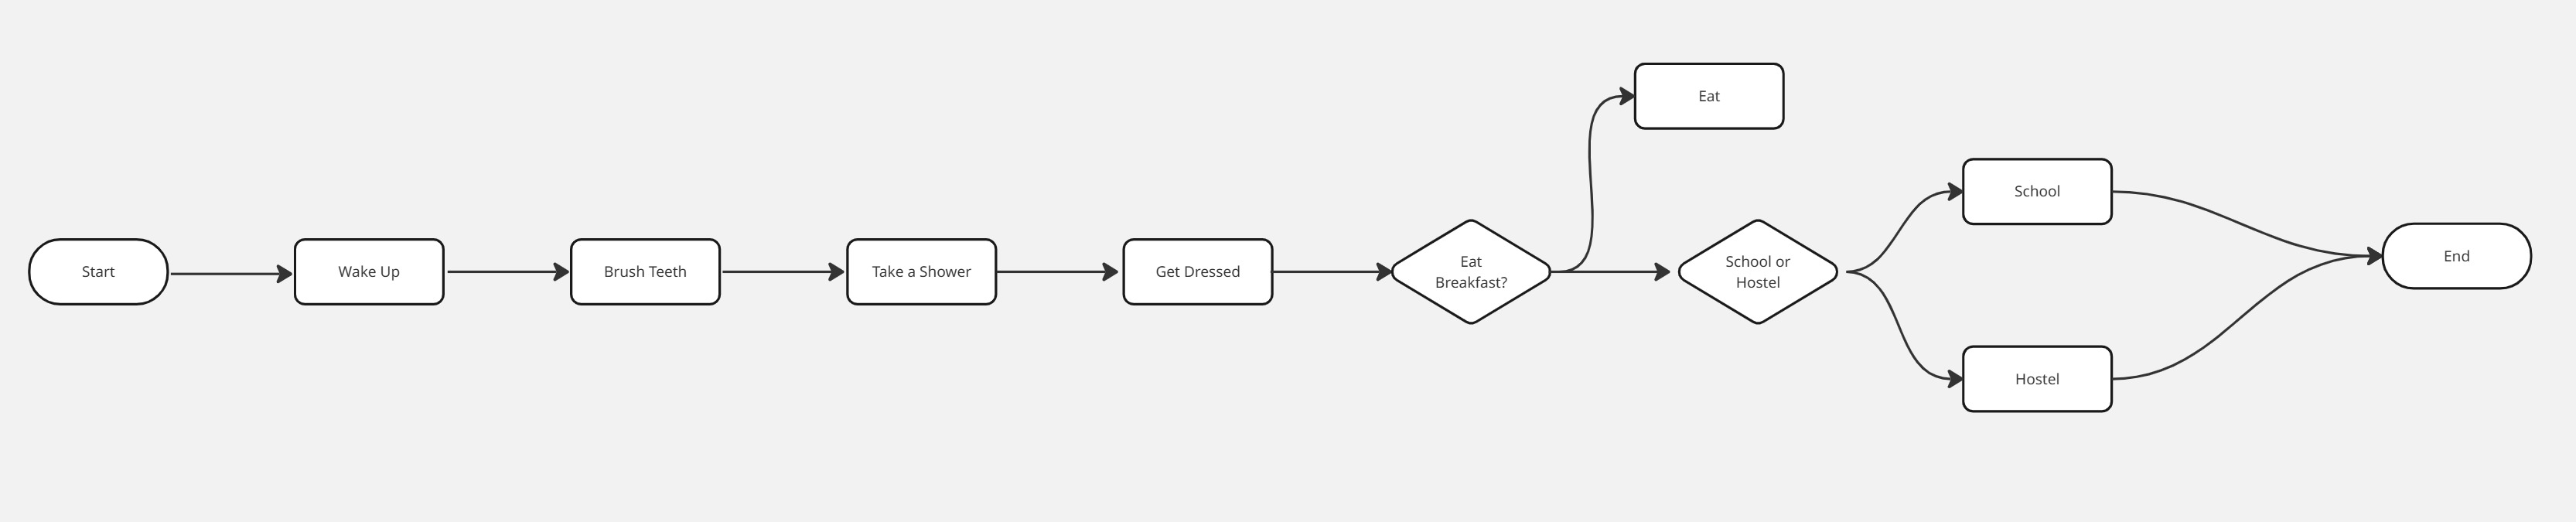 Start
Wake Up
Brush Teeth
Take a Shower
Get Dressed
Eat
Breakfast?
Eat
School or
Hostel
School
Hostel
End